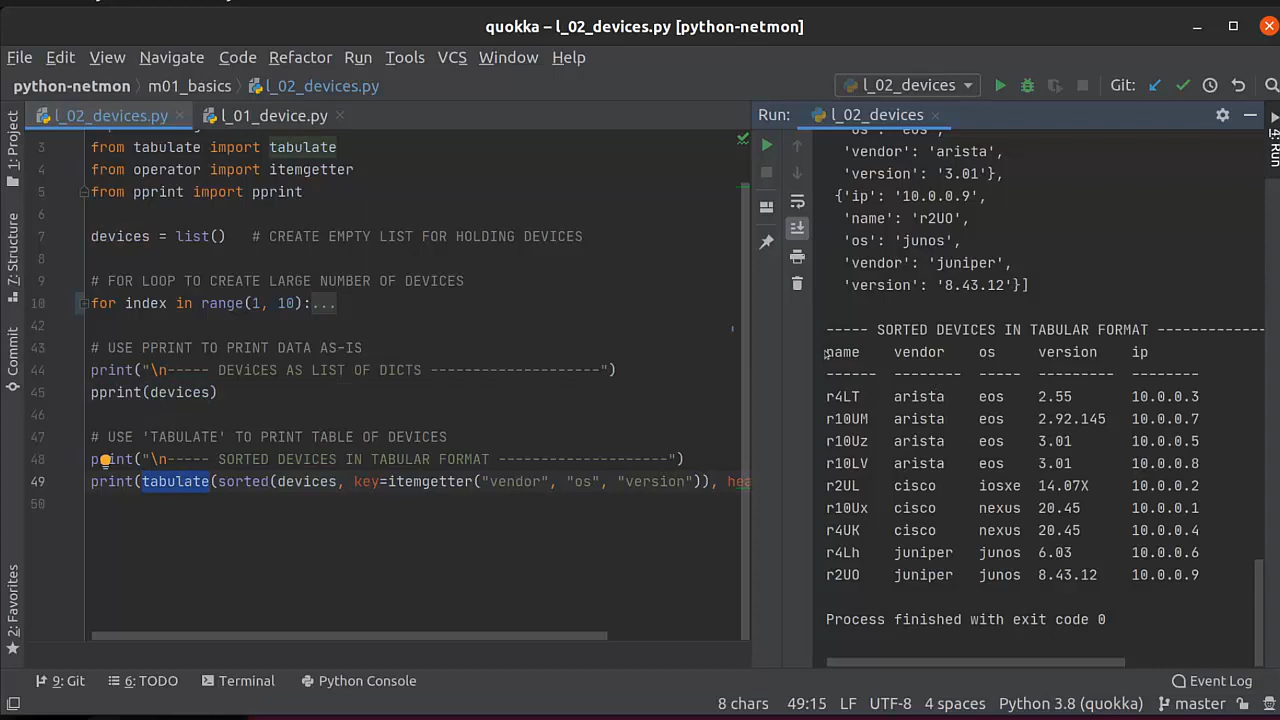 quokka – l_02_devices.py [python-netmon]
File Edit View Navigate Code Refactor Run Tools VCS Window Help
python-netmon m01_basics l_02_devices.py l_02_devices Git:
l_02_devices.py l_01_device.py
1: Project
7: Structure
Commit
2: Favorites
3 from tabulate import tabulate
4 from operator import itemgetter
5 from pprint import pprint
6
7 devices = list() # CREATE EMPTY LIST FOR HOLDING DEVICES
8
9 # FOR LOOP TO CREATE LARGE NUMBER OF DEVICES
10 for index in range(1, 10):...
42
43 # USE PPRINT TO PRINT DATA AS-IS
44 print("\n----- DEViCES AS LIST OF DICTS --------------------")
45 pprint(devices)
46
47 # USE 'TABULATE' TO PRINT TABLE OF DEVICES
48 print("\n----- SORTED DEVICES IN TABULAR FORMAT --------------------")
49 print(tabulate(sorted(devices, key=itemgetter("vendor", "os", "version")), hea
50
Run: l_02_devices
4: Run
'os': 'eos',
'vendor': 'arista',
'version': '3.01'},
{'ip': '10.0.0.9',
'name': 'r2UO',
'os': 'junos',
'vendor': 'juniper',
'version': '8.43.12'}]
----- SORTED DEVICES IN TABULAR FORMAT -------------
name vendor os version ip
------ -------- ----- --------- --------
r4LT arista eos 2.55 10.0.0.3
r10UM arista eos 2.92.145 10.0.0.7
r10Uz arista eos 3.01 10.0.0.5
r10LV arista eos 3.01 10.0.0.8
r2UL cisco iosxe 14.07X 10.0.0.2
r10Ux cisco nexus 20.45 10.0.0.1
r4UK cisco nexus 20.45 10.0.0.4
r4Lh juniper junos 6.03 10.0.0.6
r2UO juniper junos 8.43.12 10.0.0.9
Process finished with exit code 0
9: Git 6: TODO Terminal Python Console Event Log
8 chars 49:15 LF UTF-8 4 spaces Python 3.8 (quokka) master